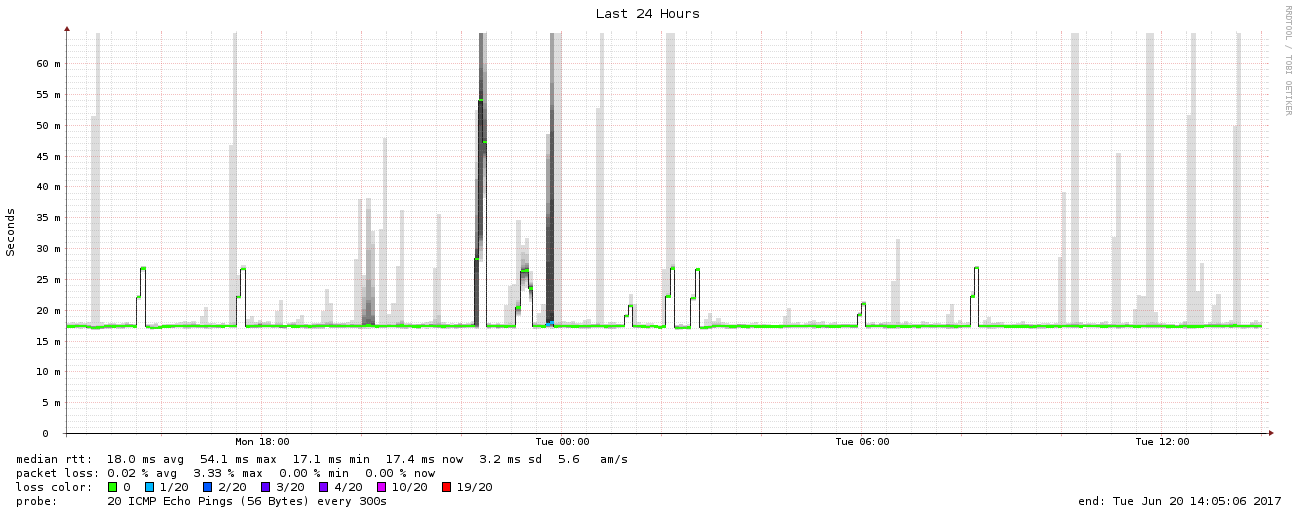 Last 24 Hours
RRDTOOL / TOBI OETIKER
Seconds
60 m
55 m
50 m
45 m
40 m
35 m
30 m
25 m
20 m
15 m
10 m
5 m
0
Mon 18:00 Tue 00:00 Tue 06:00 Tue 12:00
median rtt: 18.0 ms avg 54.1 ms max 17.1 ms min 17.4 ms now 3.2 ms sd 5.6 am/s
packet loss: 0.02 % avg 3.33 % max 0.00 % min 0.00 % now
loss color: 0 1/20 2/20 3/20 4/20 10/20 19/20
probe: 20 ICMP Echo Pings (56 Bytes) every 300s
end: Tue Jun 20 14:05:06 2017